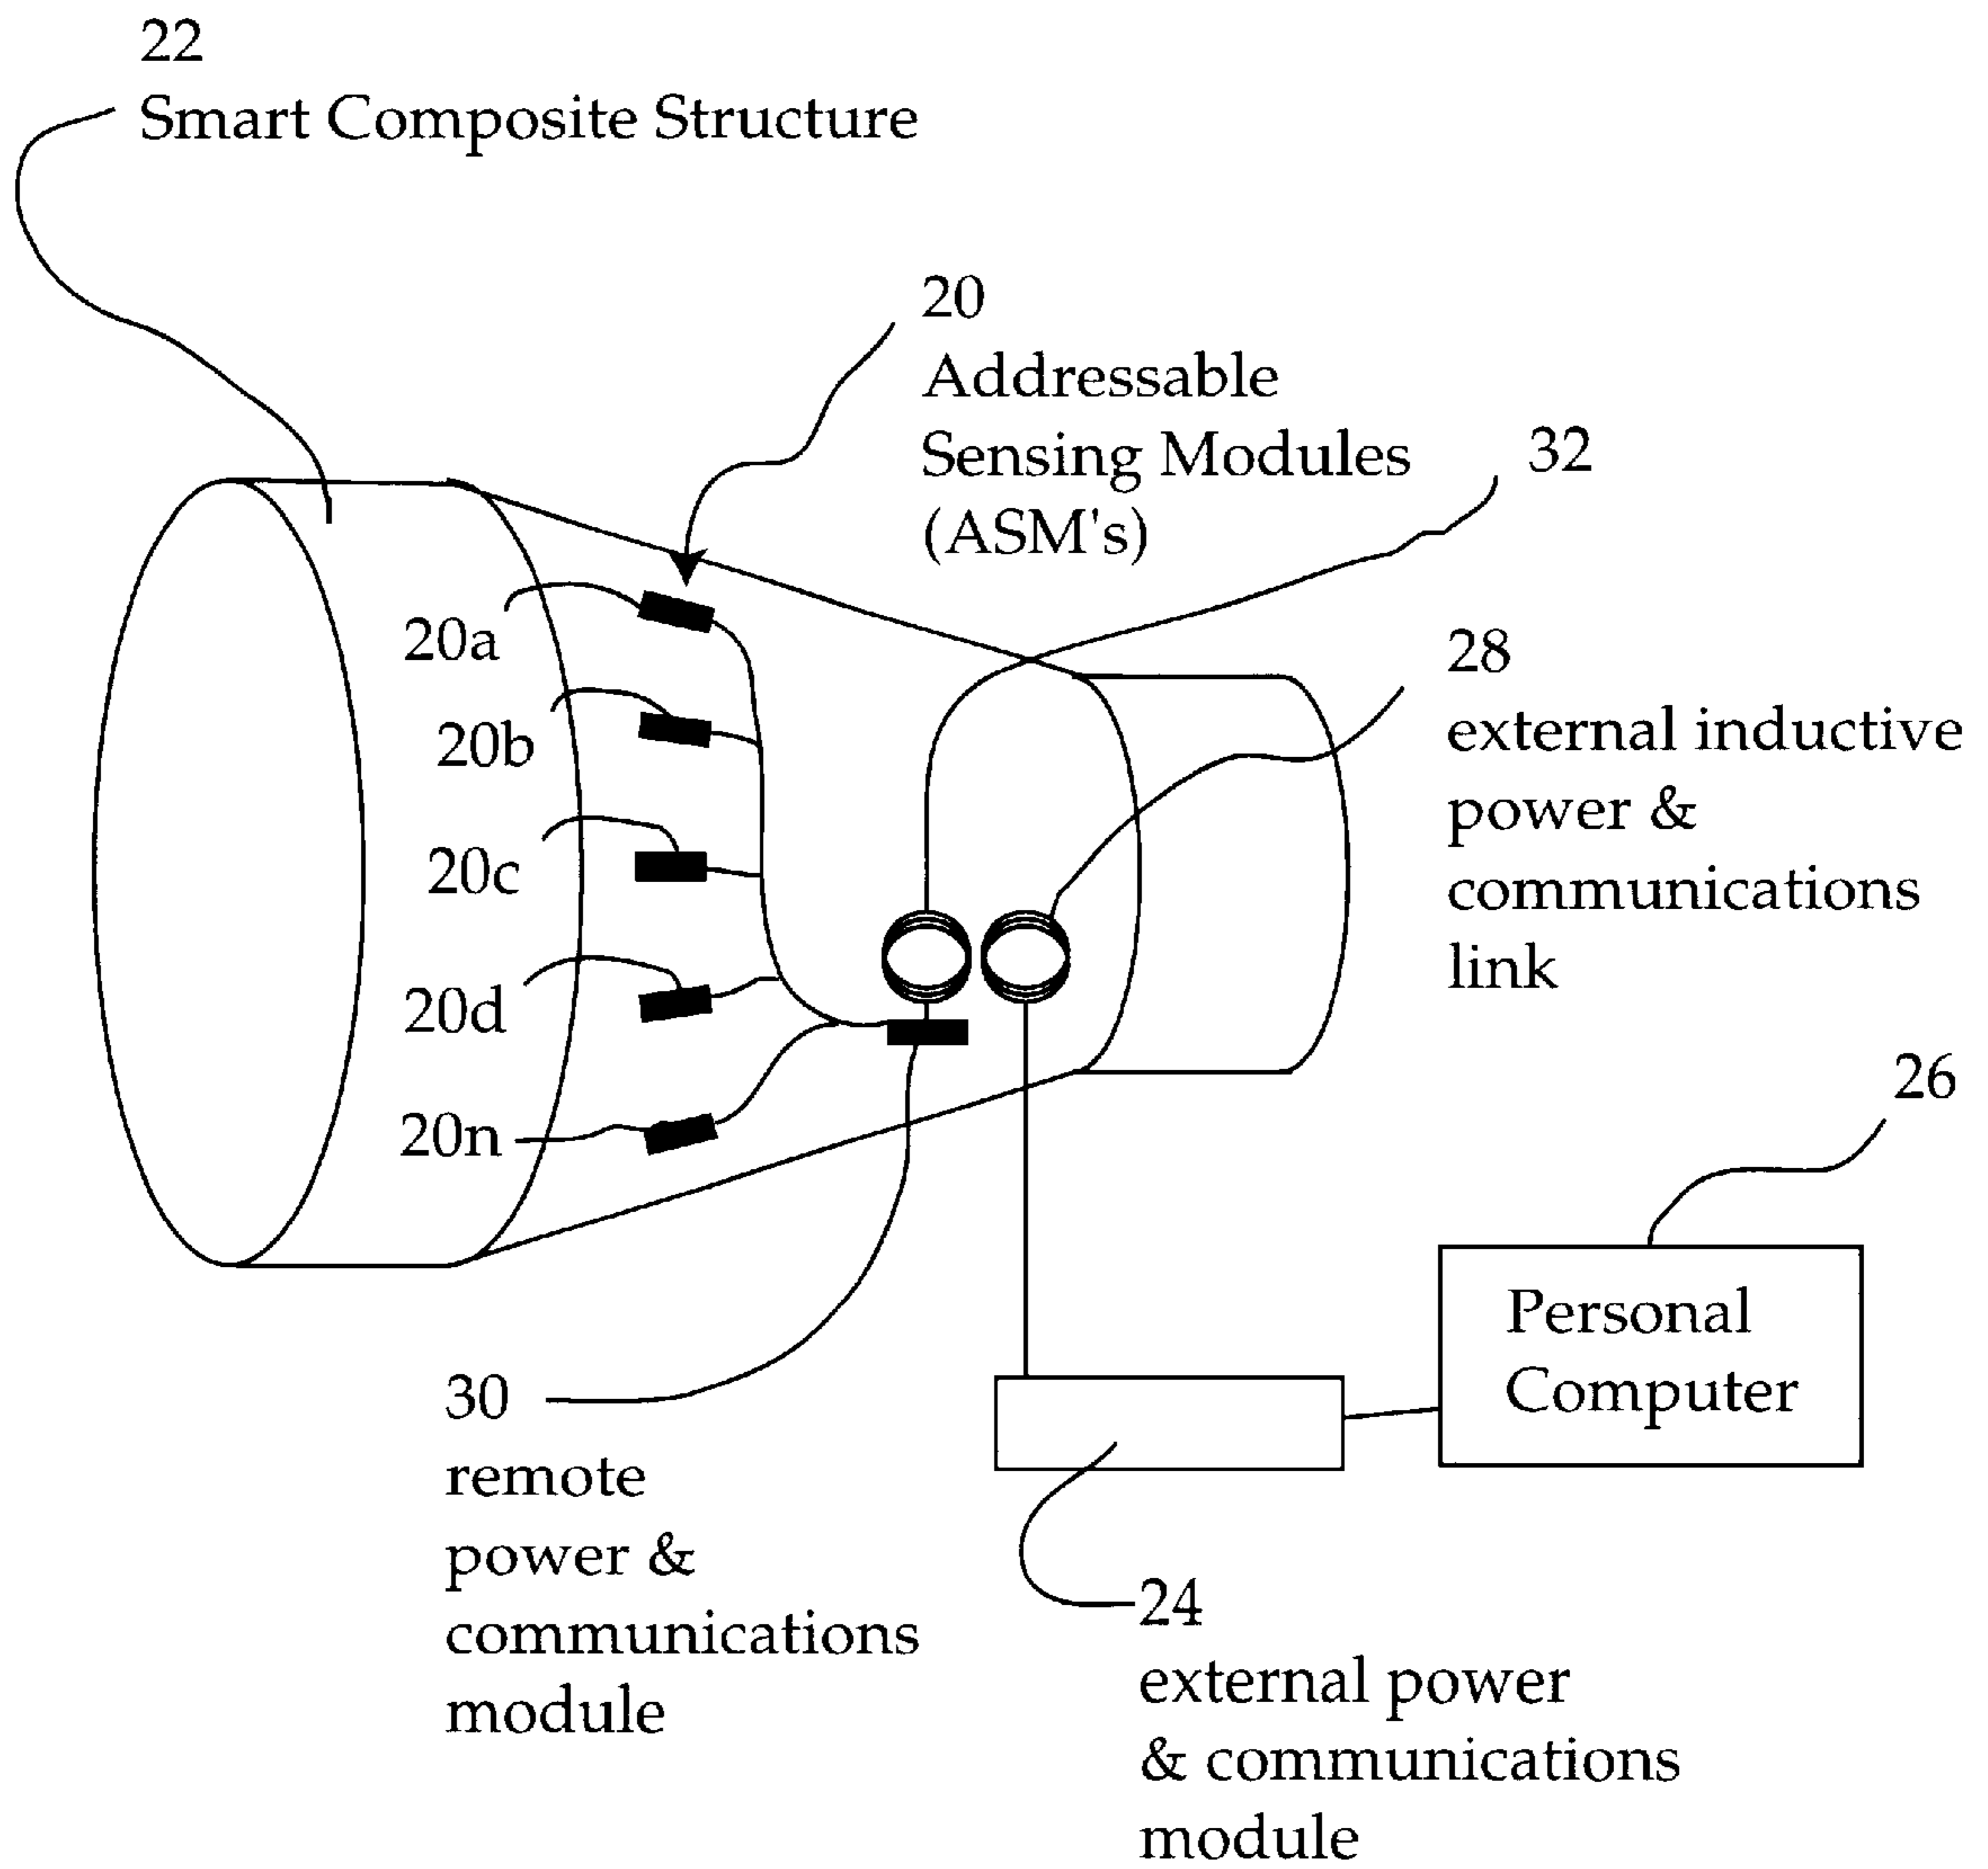 22
Smart Composite Structure
20
Addressable
Sensing Modules
(ASM's)
32
20a
20b
20c
20d
20n
28
external inductive
power &
communications
link
26
Personal
Computer
30
remote
power &
communications
module
24
external power
& communications
module